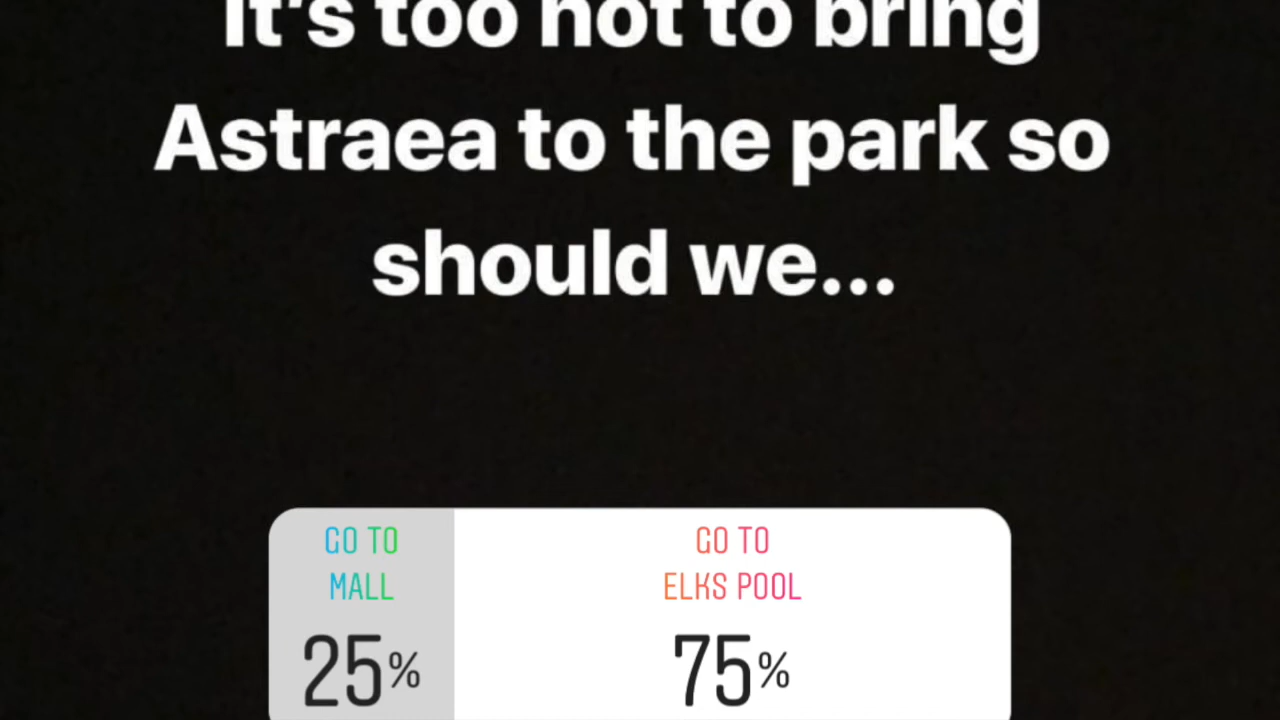 It's too hot to bring
Astraea to the park so
should we...
GO TO
MALL
25%
GO TO
ELKS POOL
75%